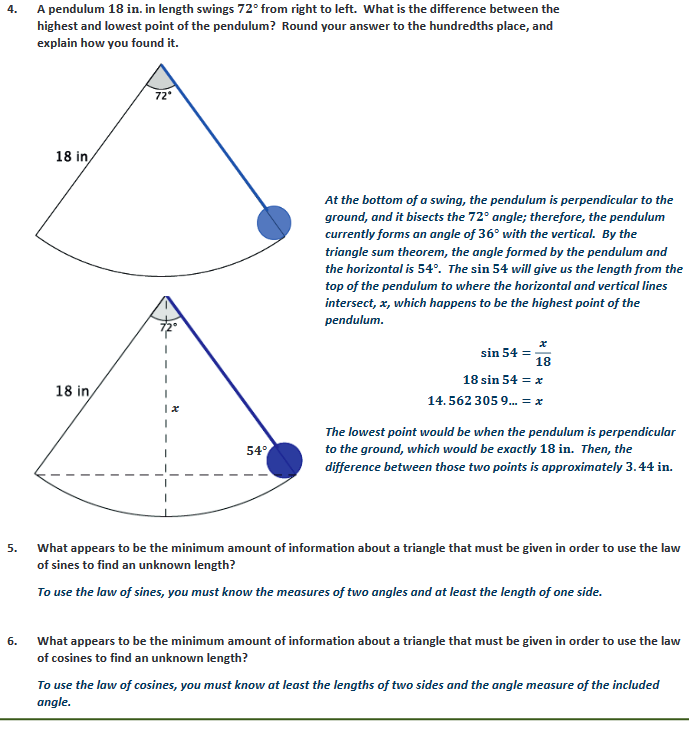 4. A pendulum 18 in. in length swings 72° from right to left. What is the difference between the
highest and lowest point of the pendulum? Round your answer to the hundredths place, and
explain how you found it.
72°
18 in
At the bottom of a swing, the pendulum is perpendicular to the
ground, and it bisects the 72° angle; therefore, the pendulum
currently forms an angle of 36° with the vertical. By the
triangle sum theorem, the angle formed by the pendulum and
the horizontal is 54°. The sin 54 will give us the length from the
top of the pendulum to where the horizontal and vertical lines
intersect, x, which happens to be the highest point of the
pendulum.
sin 54 = x/18
18 sin 54 = x
14.562 305 9... = x
72°
18 in
x
54°
The lowest point would be when the pendulum is perpendicular
to the ground, which would be exactly 18 in. Then, the
difference between those two points is approximately 3.44 in.
5. What appears to be the minimum amount of information about a triangle that must be given in order to use the law
of sines to find an unknown length?
To use the law of sines, you must know the measures of two angles and at least the length of one side.
6. What appears to be the minimum amount of information about a triangle that must be given in order to use the law
of cosines to find an unknown length?
To use the law of cosines, you must know at least the lengths of two sides and the angle measure of the included
angle.